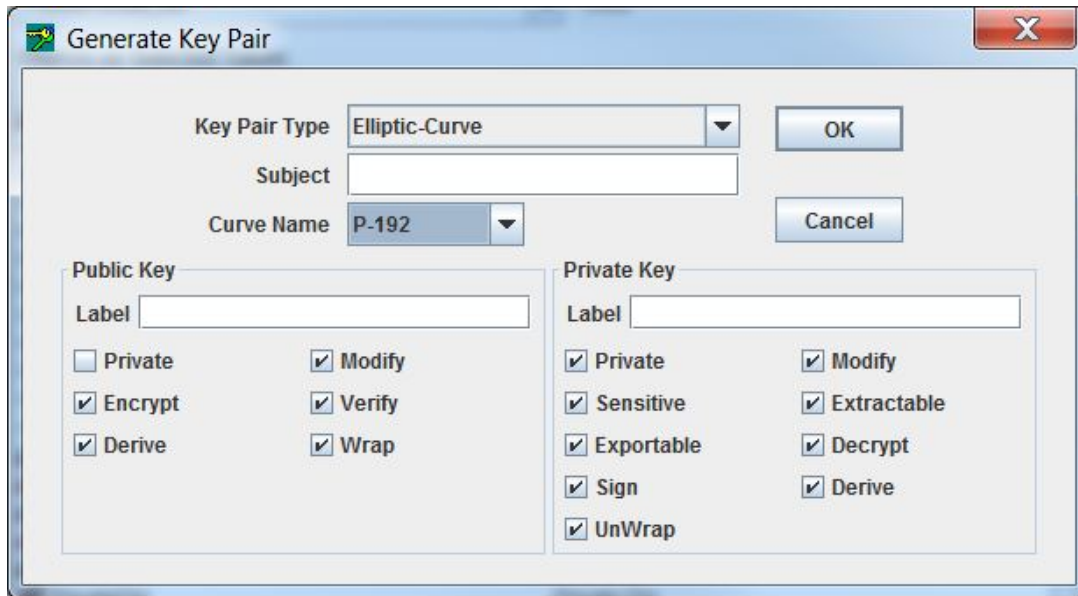 Generate Key Pair
Key Pair Type Elliptic-Curve OK
Subject
Curve Name P-192 Cancel
Public Key
Label
Private Modify
Encrypt Verify
Derive Wrap
Private Key
Label
Private Modify
Sensitive Extractable
Exportable Decrypt
Sign Derive
UnWrap